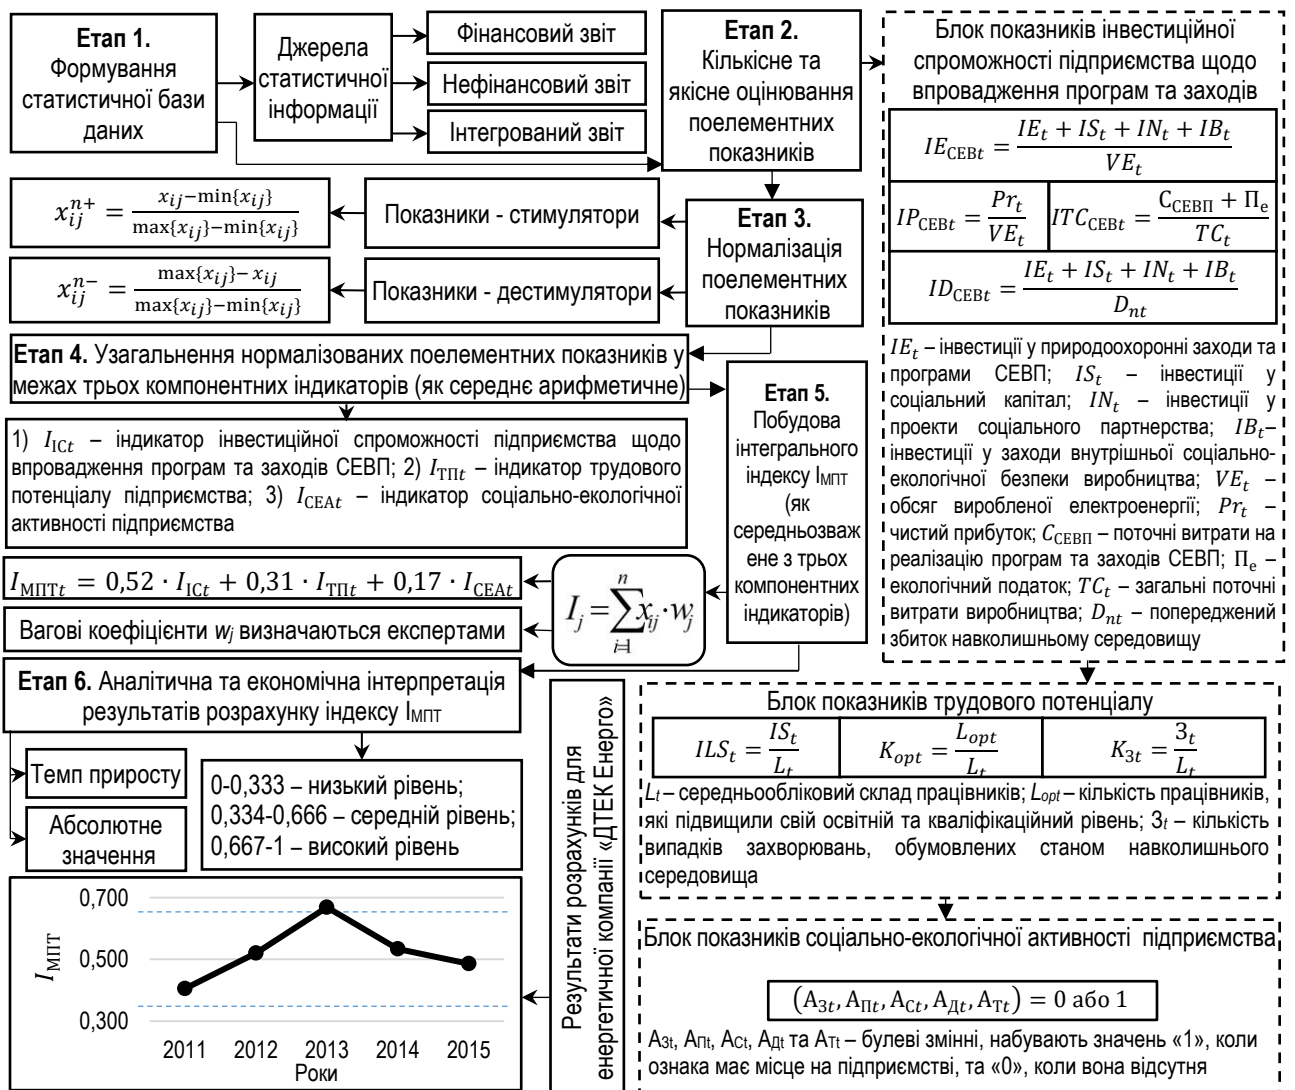 Етап 1.
Формування
статистичної бази
даних
Джерела
статистичної
інформації
Фінансовий звіт
Нефінансовий звіт
Інтегрований звіт
Етап 2.
Кількісне та
якісне оцінювання
поелементних
показників
Блок показників інвестиційної
спроможності підприємства щодо
впровадження програм та заходів
IE_СЕВt = (IE_t + IS_t + IN_t + IB_t) / VE_t
IP_СЕВt = Pr_t / VE_t
ITC_СЕВt = (C_СЕВП + П_е) / TC_t
ID_СЕВt = (IE_t + IS_t + IN_t + IB_t) / D_nt
IE_t – інвестиції у природоохоронні заходи та
програми СЕВП; IS_t – інвестиції у
соціальний капітал; IN_t – інвестиції у
проекти соціального партнерства; IB_t–
інвестиції у заходи внутрішньої соціально-
екологічної безпеки виробництва; VE_t –
обсяг виробленої електроенергії; Pr_t –
чистий прибуток; C_СЕВП – поточні витрати на
реалізацію програм та заходів СЕВП; П_е –
екологічний податок; TC_t – загальні поточні
витрати виробництва; D_nt – попереджений
збиток навколишньому середовищу
x_ij^n+ = (x_ij−min{x_ij}) / (max{x_ij}−min{x_ij})
Показники - стимулятори
Етап 3.
Нормалізація
поелементних
показників
x_ij^n− = (max{x_ij}− x_ij) / (max{x_ij}−min{x_ij})
Показники - дестимулятори
Етап 4. Узагальнення нормалізованих поелементних показників у
межах трьох компонентних індикаторів (як середнє арифметичне)
1) I_ІСt – індикатор інвестиційної спроможності підприємства щодо
впровадження програм та заходів СЕВП; 2) I_ТПt – індикатор трудового
потенціалу підприємства; 3) I_СЕАt – індикатор соціально-екологічної
активності підприємства
Етап 5.
Побудова
інтегрального
індексу I_МПТ
(як
середньозваж
ене з трьох
компонентних
індикаторів)
I_МПТt = 0,52 · I_ІСt + 0,31 · I_ТПt + 0,17 · I_СЕАt
Вагові коефіцієнти w_j визначаються експертами
I_j = ∑_{i=1}^{n} x_ij · w_j
Етап 6. Аналітична та економічна інтерпретація
результатів розрахунку індексу I_МПТ
Темп приросту
Абсолютне
значення
0-0,333 – низький рівень;
0,334-0,666 – середній рівень;
0,667-1 – високий рівень
Результати розрахунків для
енергетичної компанії «ДТЕК Енерго»
Блок показників трудового потенціалу
ILS_t = IS_t / L_t
K_opt = L_opt / L_t
K_Зt = З_t / L_t
L_t – середньообліковий склад працівників; L_opt – кількість працівників,
які підвищили свій освітній та кваліфікаційний рівень; З_t – кількість
випадків захворювань, обумовлених станом навколишнього
середовища
Блок показників соціально-екологічної активності підприємства
(А_Зt, А_Пt, А_Сt, А_Дt, А_Тt) = 0 або 1
А_Зt, А_Пt, А_Сt, А_Дt та А_Тt – булеві змінні, набувають значень «1», коли
ознака має місце на підприємстві, та «0», коли вона відсутня
I_МПТ
0,700
0,500
0,300
2011 2012 2013 2014 2015
Роки